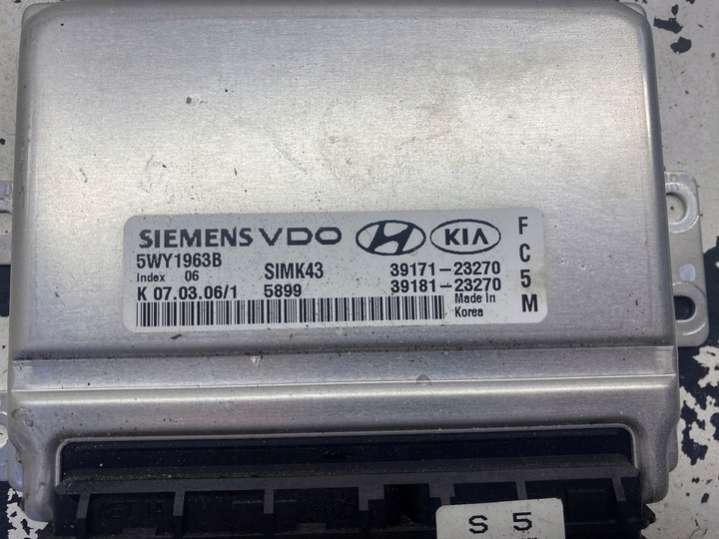 SIEMENS VDO KIA
5WY1963B
Index 06 SIMK43 39171-23270
K 07.03.06/1 5899 39181-23270
Made In
Korea
F
C
5
M
S 5